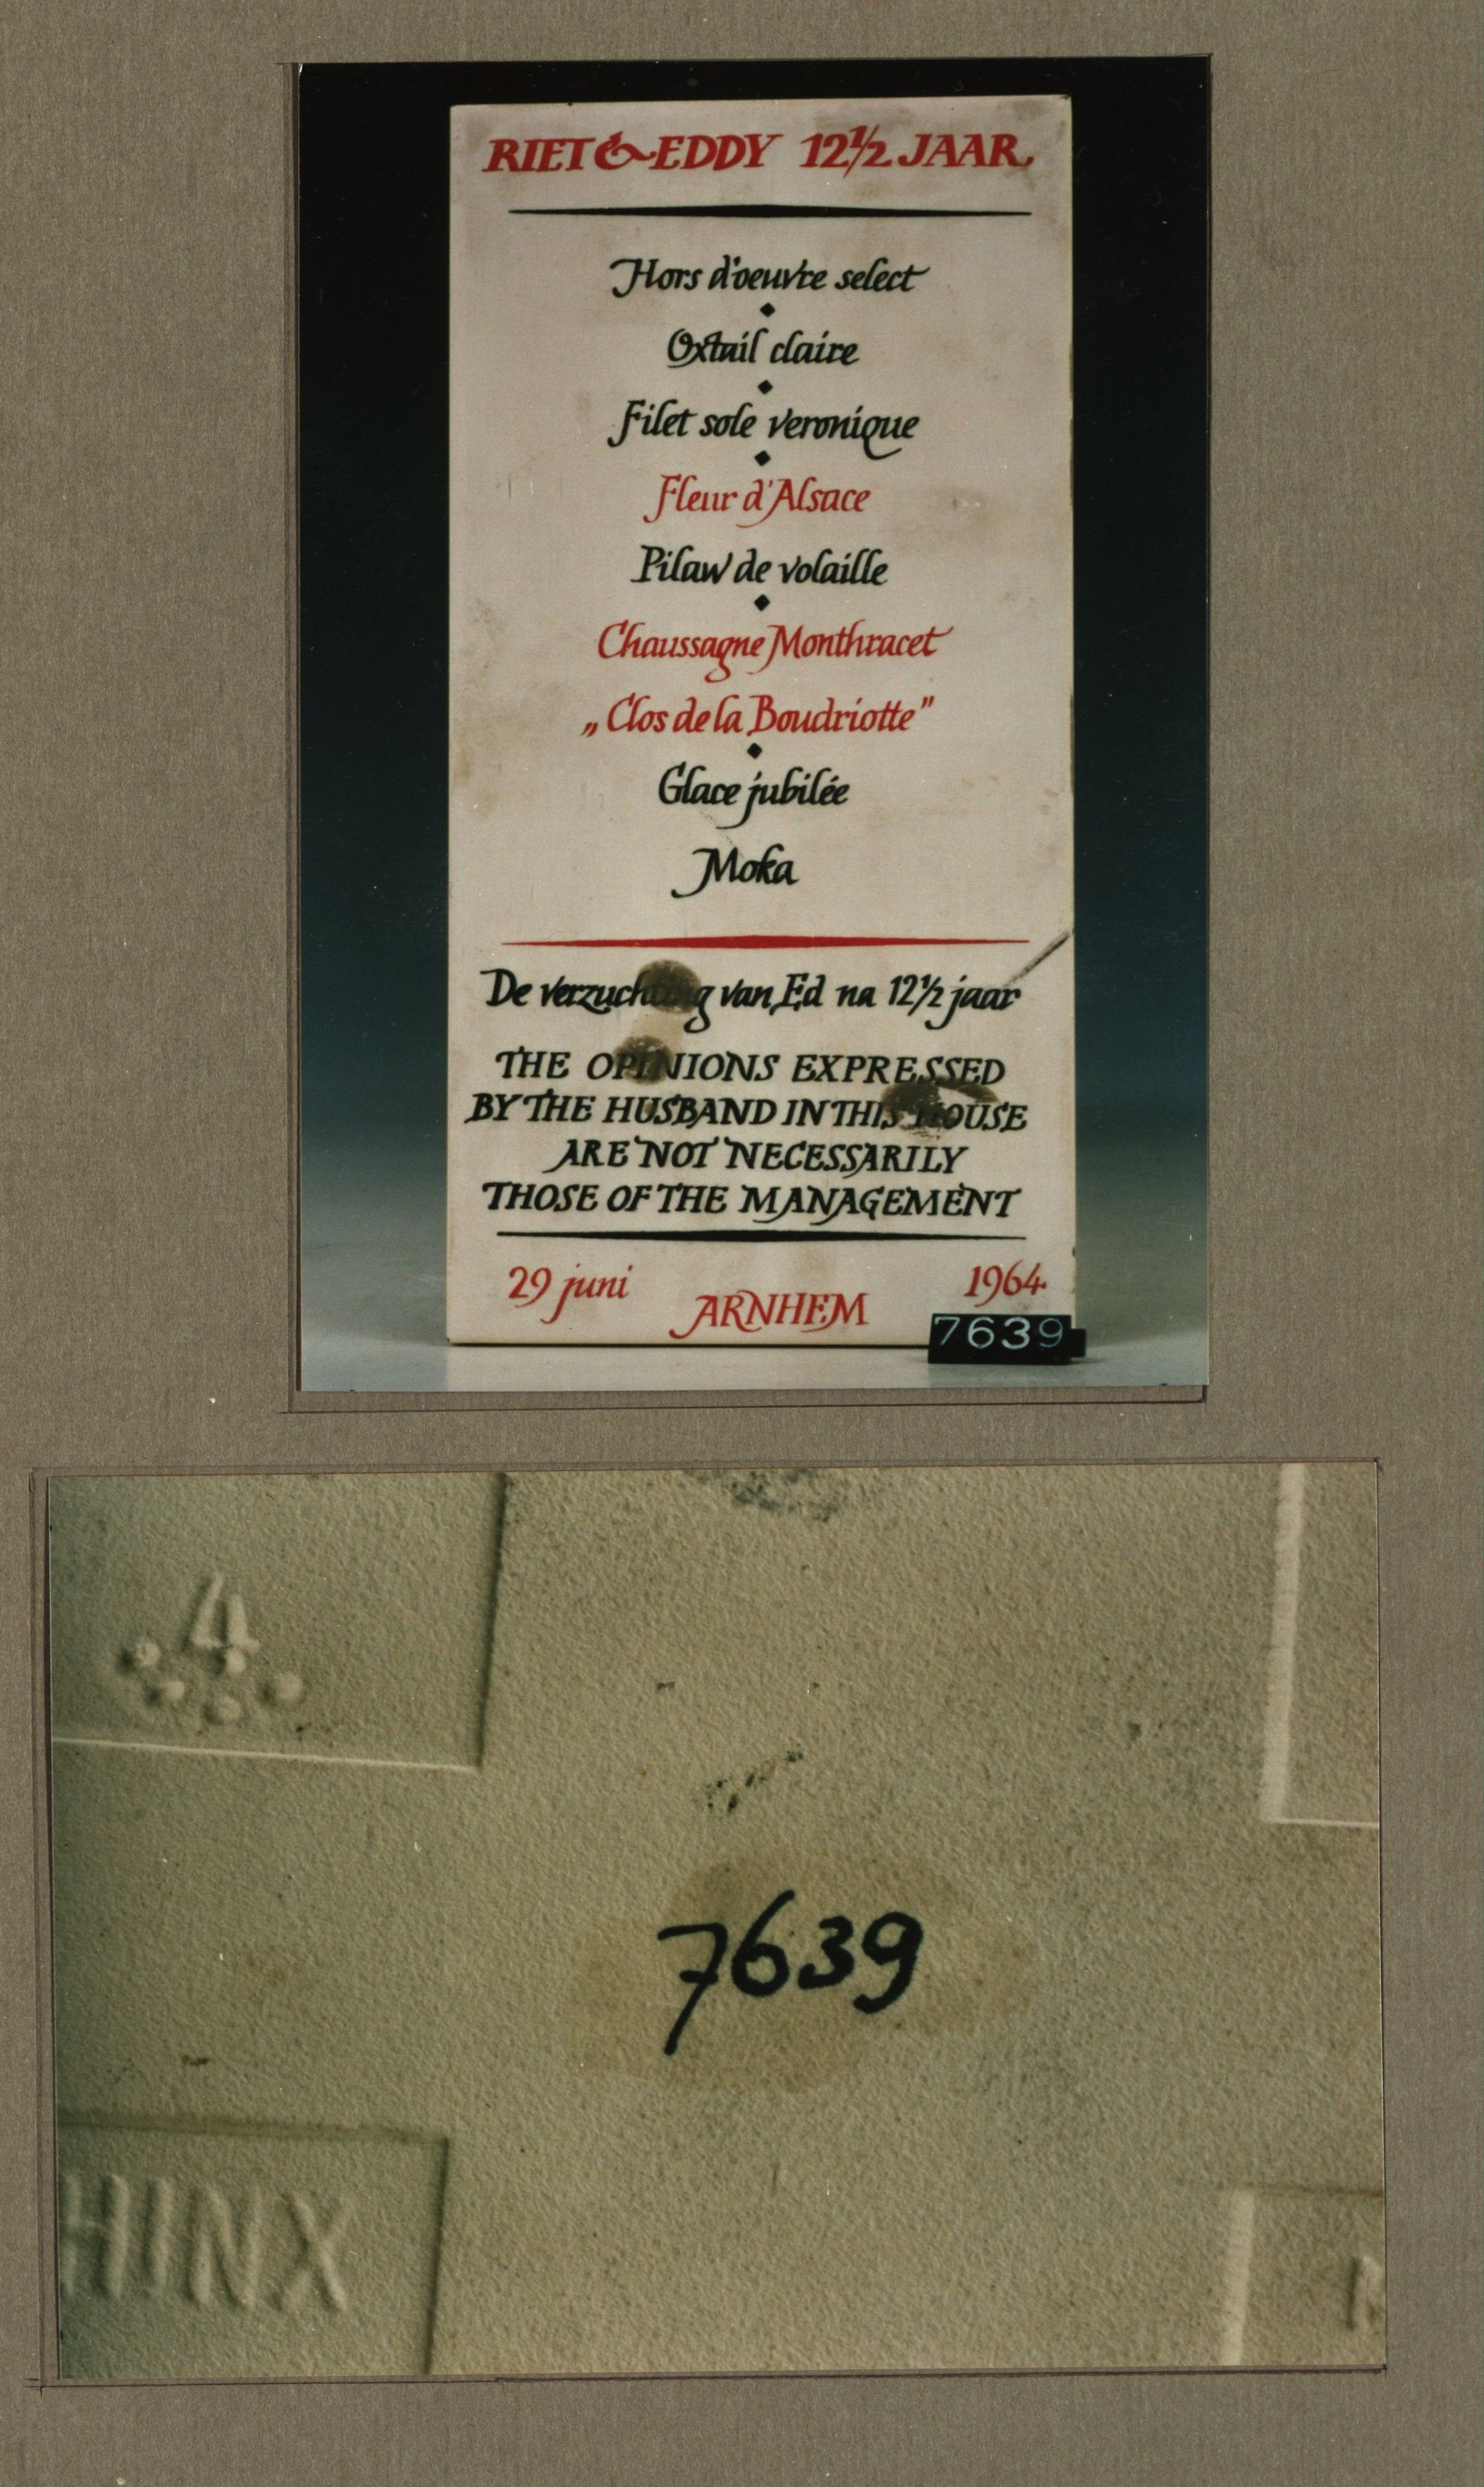 RIET & EDDY 12½ JAAR
Hors d'oeuvre select
Oxtail claire
Filet sole veronique
Fleur d'Alsace
Pilaw de volaille
Chaussagne Monthracet
„Clos de la Boudriotte"
Glace jubilée
Moka
De verzuchting van Ed na 12½ jaar
THE OPINIONS EXPRESSED
BY THE HUSBAND IN THIS HOUSE
ARE NOT NECESSARILY
THOSE OF THE MANAGEMENT
29 juni ARNHEM 1964
7639
4
7639